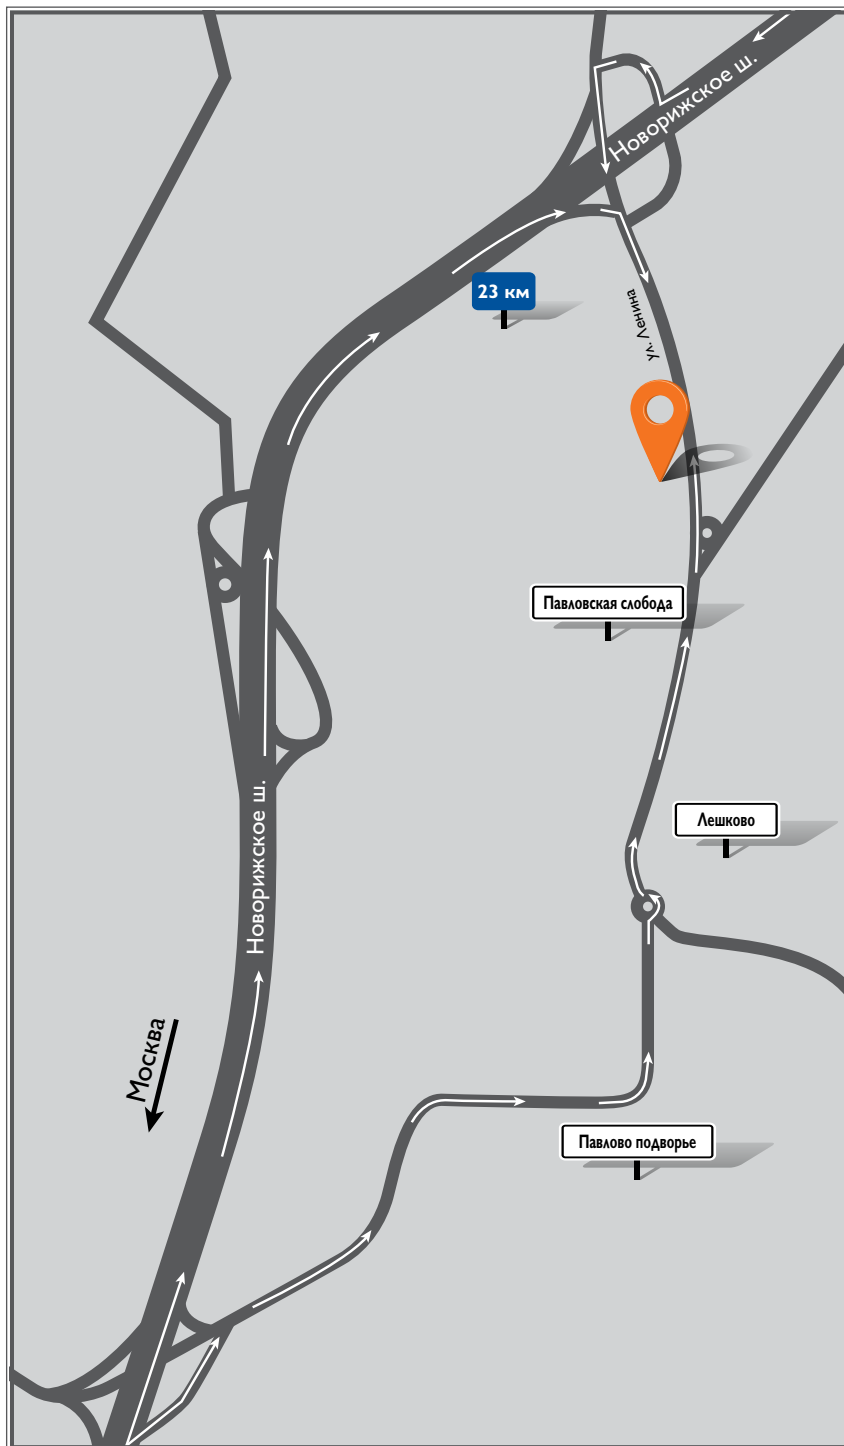 Новорижское ш.
23 км
ул. Ленина
Павловская слобода
Лешково
Новорижское ш.
Москва
Павлово подворье